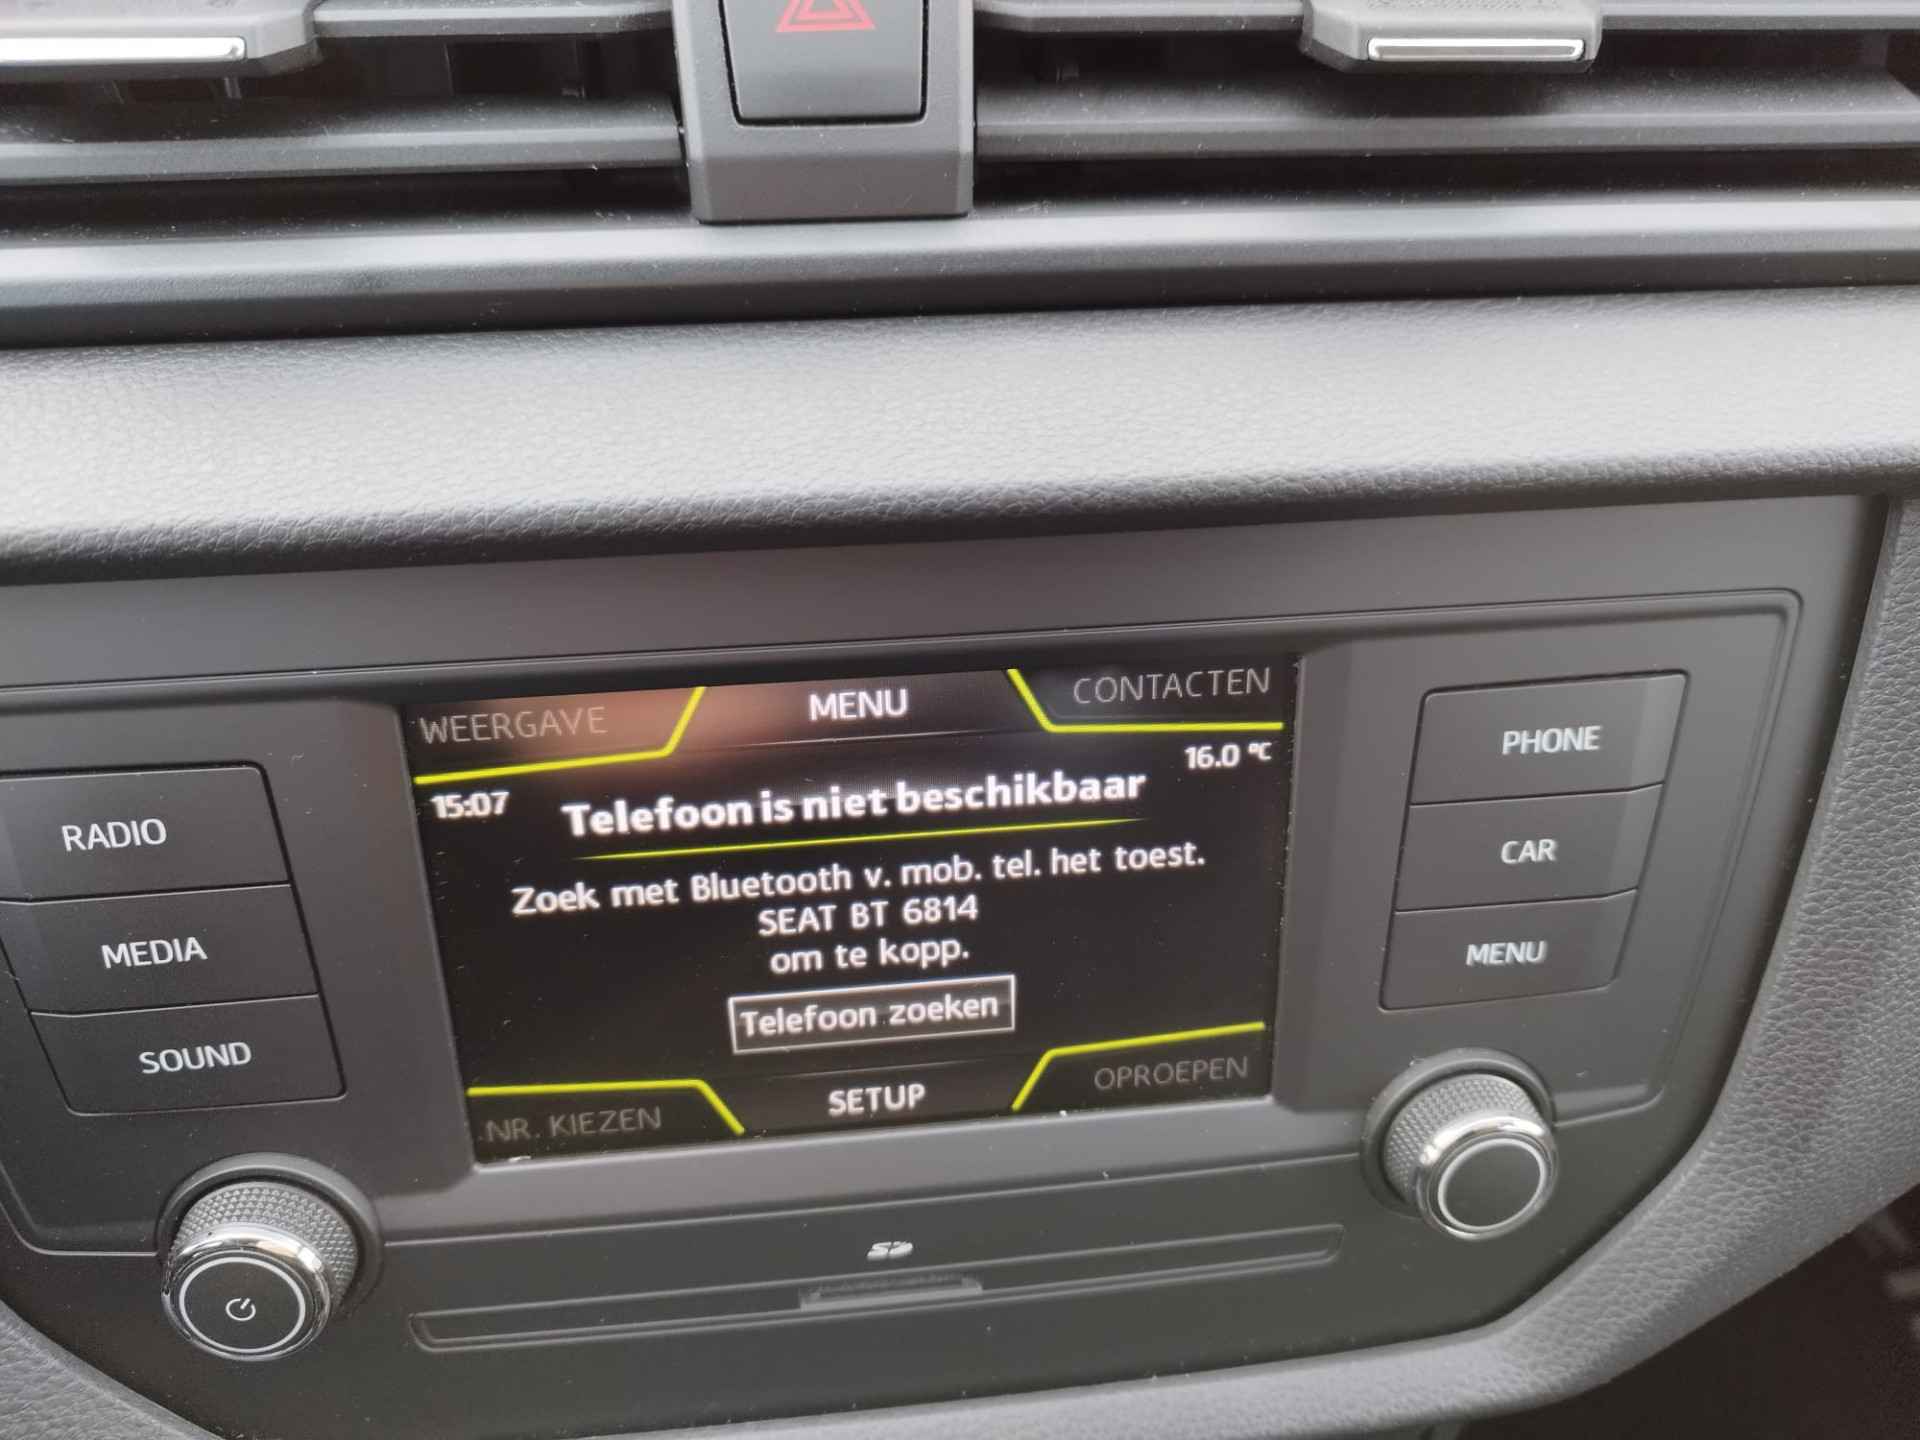 WEERGAVE MENU CONTACTEN
15:07 Telefoon is niet beschikbaar 16.0 °C
Zoek met Bluetooth v. mob. tel. het toest.
SEAT BT 6814
om te kopp.
Telefoon zoeken
NR. KIEZEN SETUP OPROEPEN
RADIO
MEDIA
SOUND
PHONE
CAR
MENU
SD